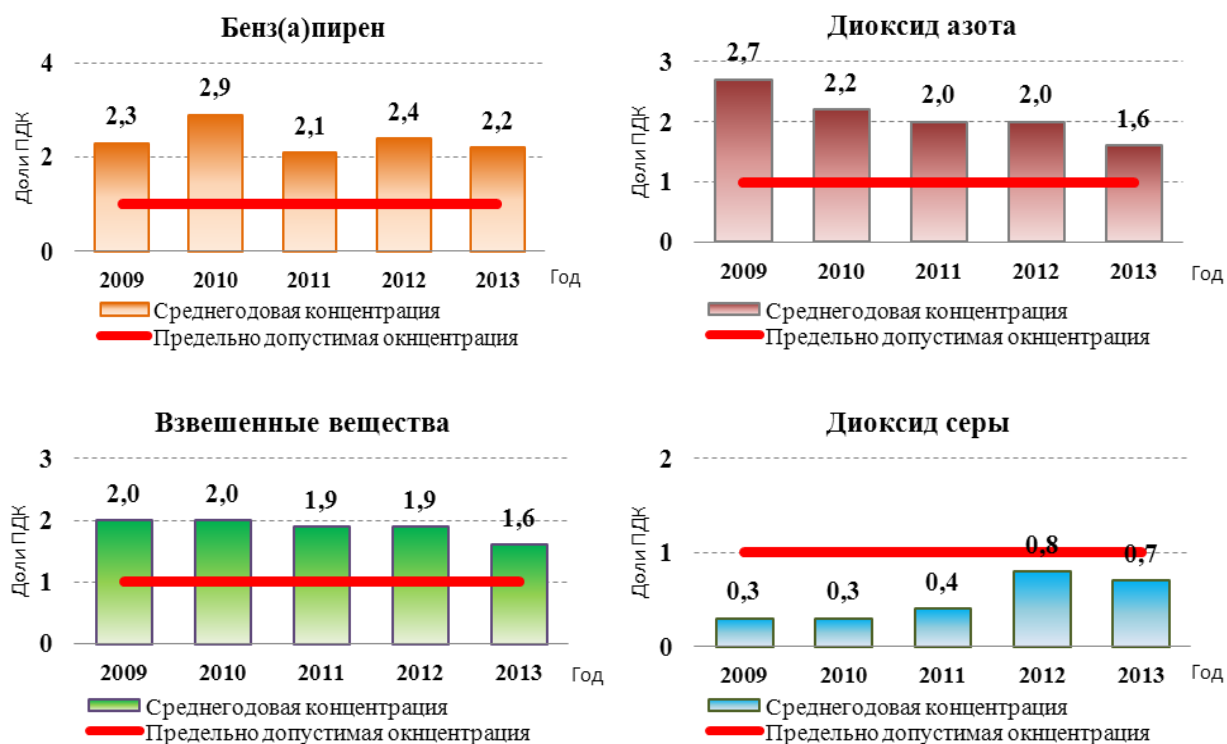 Бенз(а)пирен
Доли ПДК
4
2
0
2,3
2,9
2,1
2,4
2,2
2009
2010
2011
2012
2013
Год
Среднегодовая концентрация
Предельно допустимая окнцентрация
Диоксид азота
Доли ПДК
3
2
1
0
2,7
2,2
2,0
2,0
1,6
2009
2010
2011
2012
2013
Год
Среднегодовая концентрация
Предельно допустимая окнцентрация
Взвешенные вещества
Доли ПДК
3
2
1
0
2,0
2,0
1,9
1,9
1,6
2009
2010
2011
2012
2013
Год
Среднегодовая концентрация
Предельно допустимая окнцентрация
Диоксид серы
Доли ПДК
2
1
0
0,3
0,3
0,4
0,8
0,7
2009
2010
2011
2012
2013
Год
Среднегодовая концентрация
Предельно допустимая окнцентрация